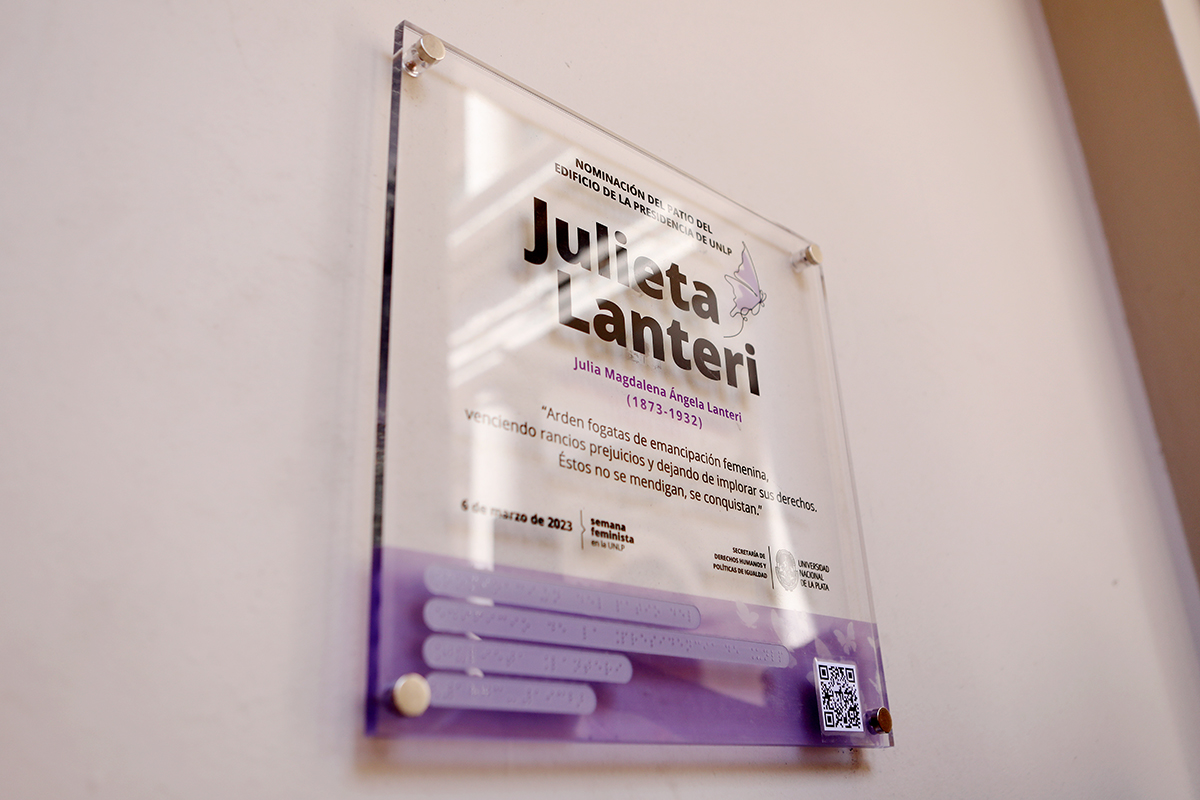 NOMINACIÓN DEL PATIO DEL
EDIFICIO DE LA PRESIDENCIA DE UNLP
Julieta
Lanteri
Julia Magdalena Ángela Lanteri
(1873-1932)
“Arden fogatas de emancipación femenina,
venciendo rancios prejuicios y dejando de implorar sus derechos.
Éstos no se mendigan, se conquistan.”
6 de marzo de 2023
semana
feminista
en la UNLP
SECRETARÍA DE
DERECHOS HUMANOS Y
POLÍTICAS DE IGUALDAD
UNIVERSIDAD
NACIONAL
DE LA PLATA